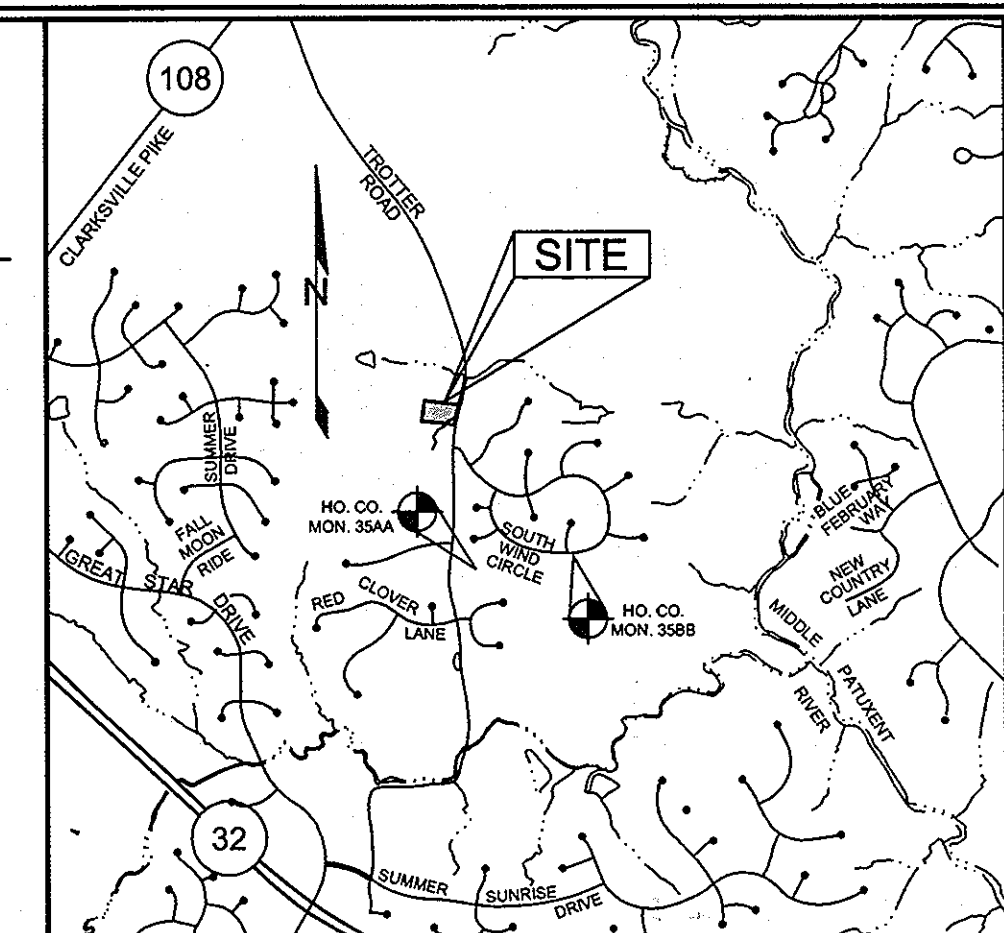 108
CLARKSVILLE PIKE
TROTTER
ROAD
SITE
N
SUMMER
DRIVE
HO. CO.
MON. 35AA
FALL
MOON
RIDE
GREAT STAR
DRIVE
SOUTH
WIND
CIRCLE
RED CLOVER
LANE
HO. CO.
MON. 35BB
BLUE
FEBRUARY
WAY
NEW
COUNTRY
LANE
MIDDLE
PATUXENT
RIVER
32
SUMMER SUNRISE
DRIVE